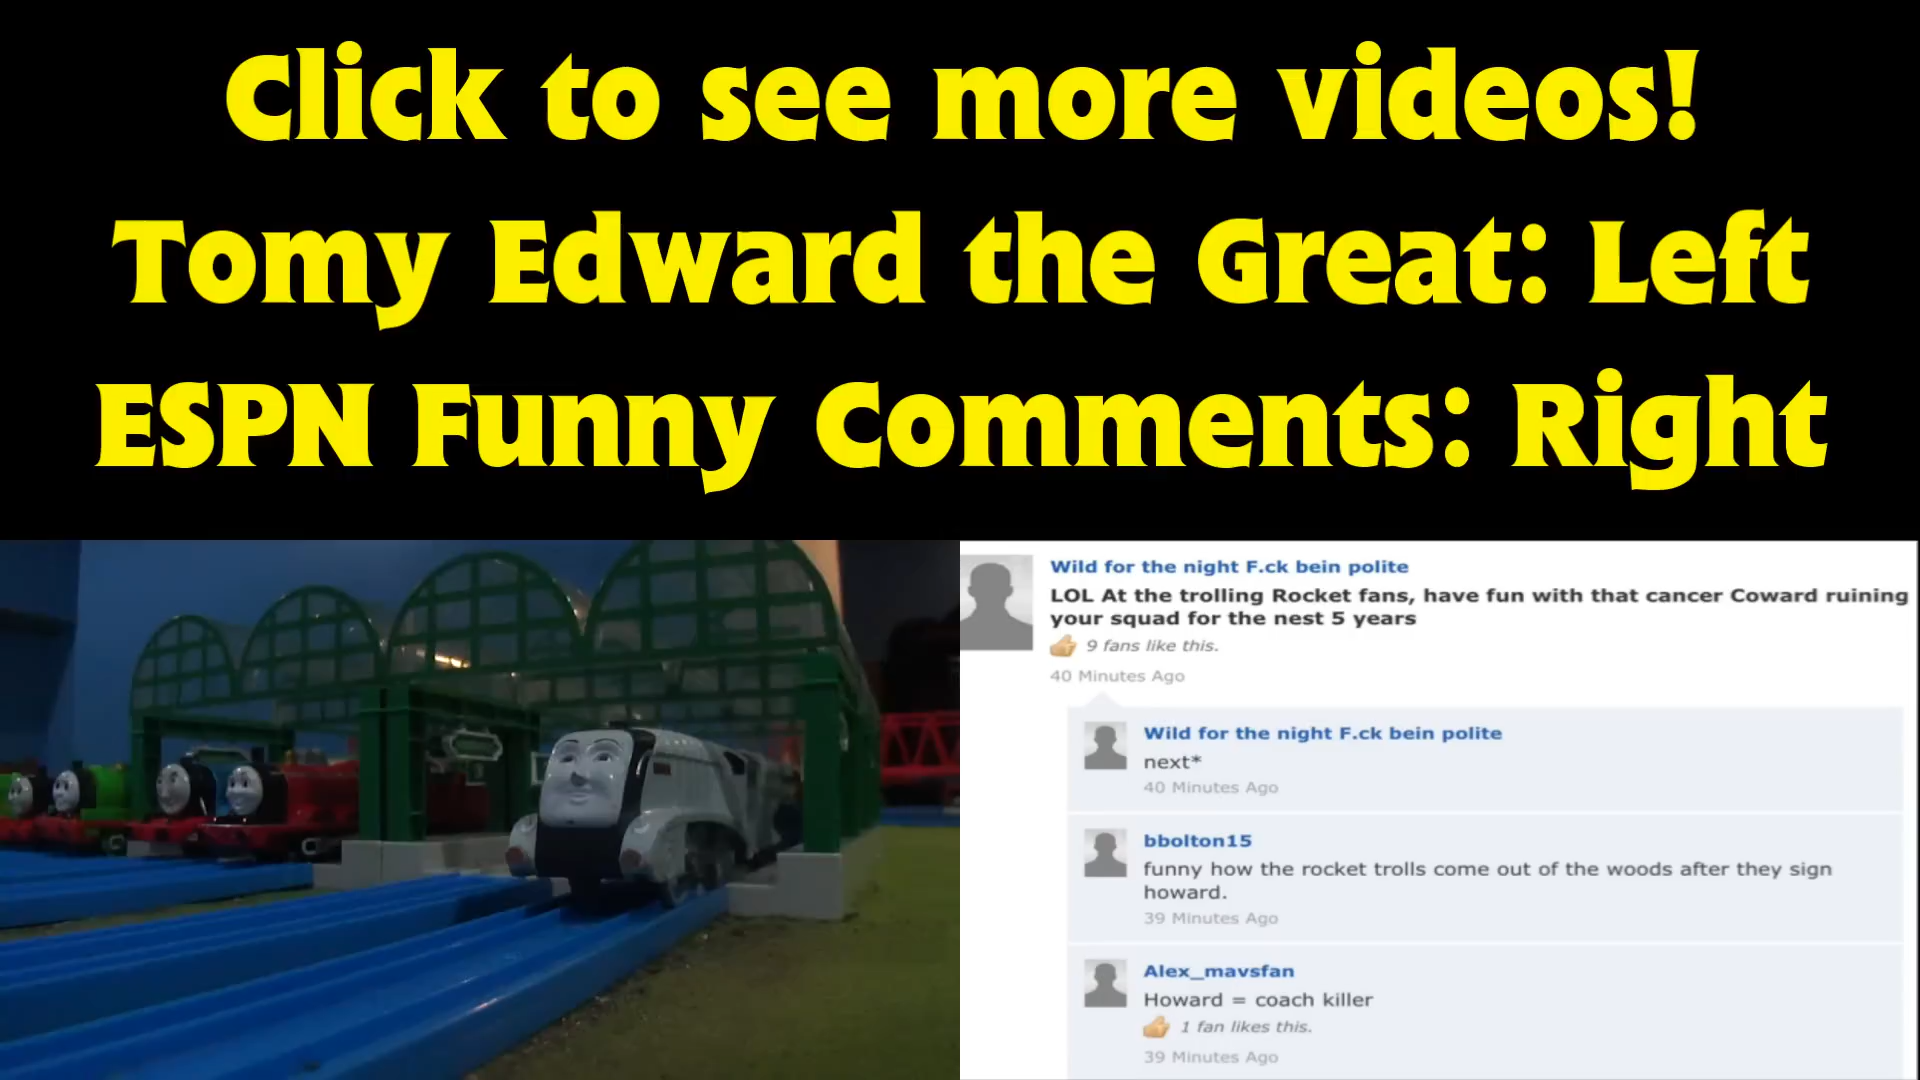 Click to see more videos!
Tomy Edward the Great: Left
ESPN Funny Comments: Right
Wild for the night F.ck bein polite
LOL At the trolling Rocket fans, have fun with that cancer Coward ruining
your squad for the nest 5 years
9 fans like this.
40 Minutes Ago
Wild for the night F.ck bein polite
next*
40 Minutes Ago
bbolton15
funny how the rocket trolls come out of the woods after they sign
howard.
39 Minutes Ago
Alex_mavsfan
Howard = coach killer
1 fan likes this.
39 Minutes Ago